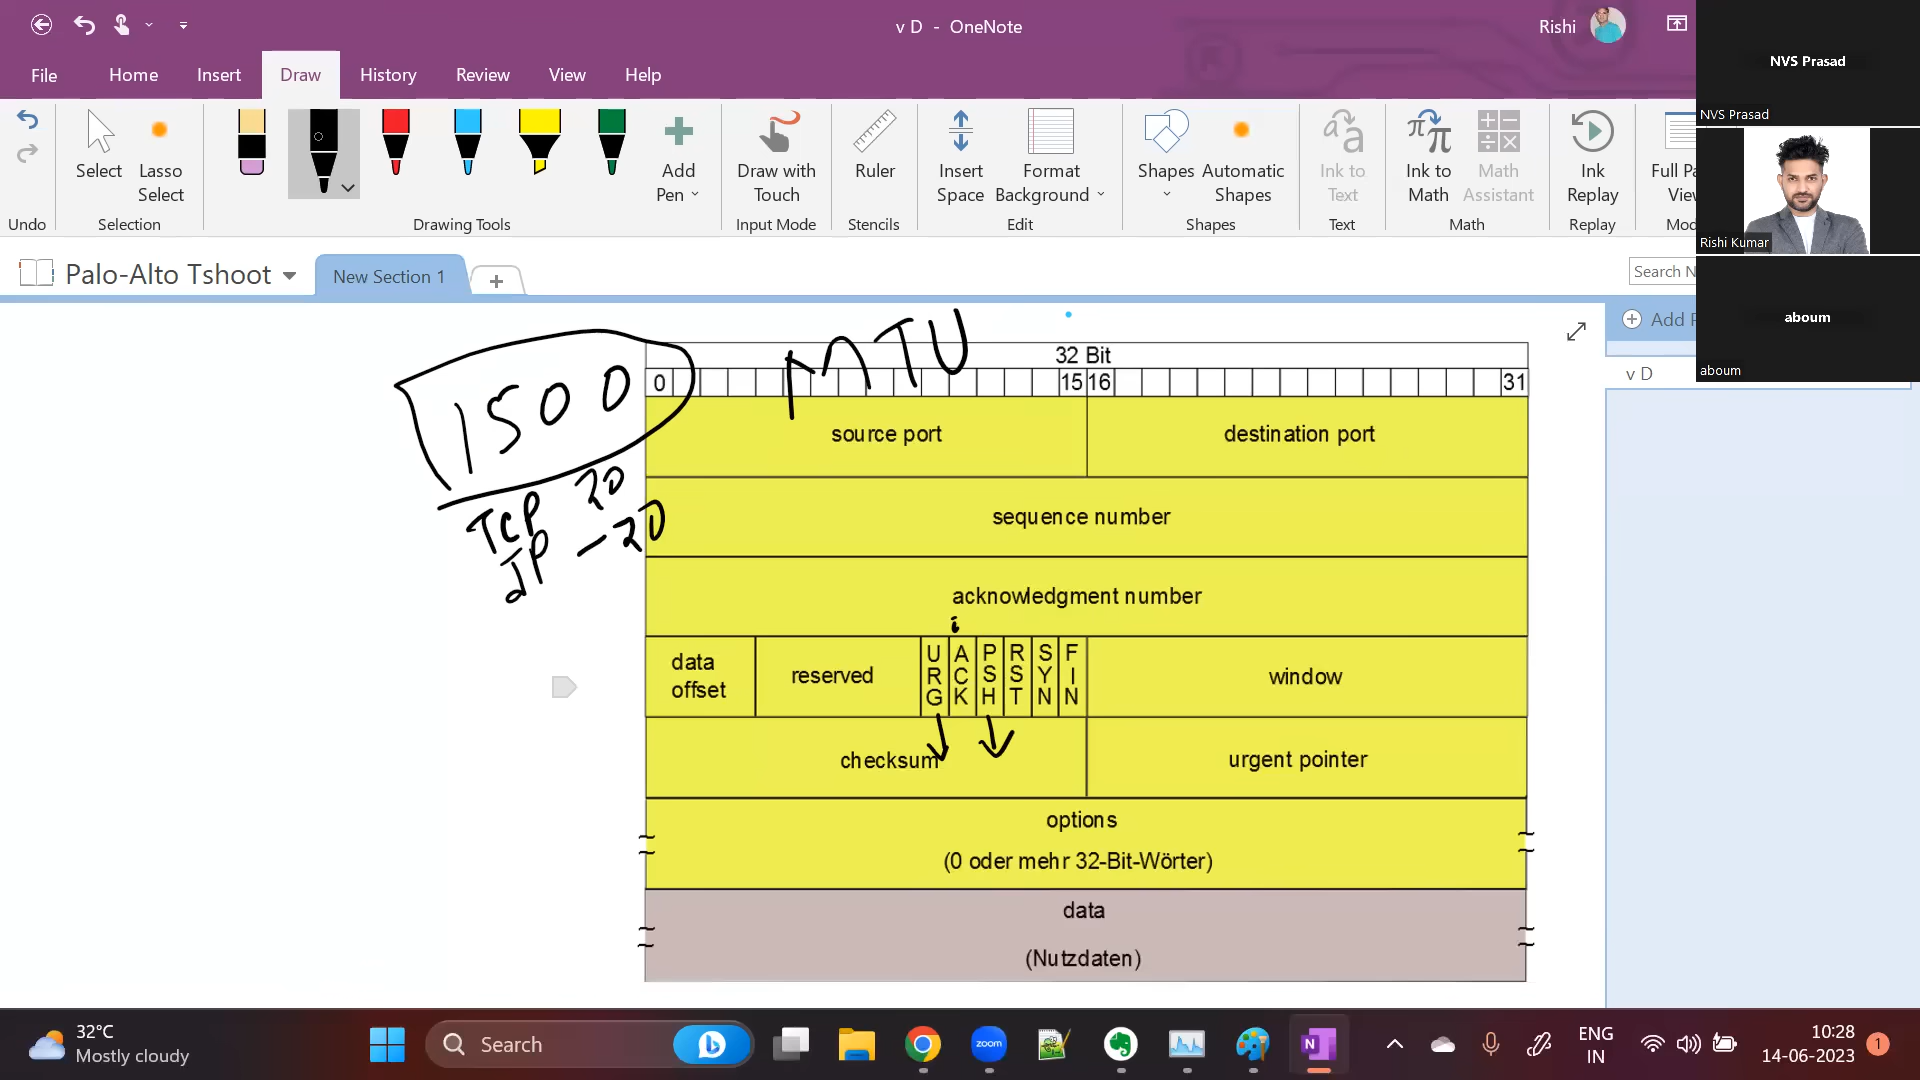 v D - OneNote
Rishi
File Home Insert Draw History Review View Help
Undo
Select
Lasso Select
Selection
Drawing Tools
Add Pen
Draw with Touch
Input Mode
Ruler
Stencils
Insert Space
Format Background
Edit
Shapes
Automatic Shapes
Shapes
Ink to Text
Text
Ink to Math
Math Assistant
Math
Ink Replay
Replay
Full
NVS Prasad
NVS Prasad
Rishi Kumar
aboum
aboum
Palo-Alto Tshoot
New Section 1
Search
Add
v D
MTU
1500
TCP 20
IP - 20
32 Bit
0 15 16 31
source port destination port
sequence number
acknowledgment number
data offset reserved URG ACK PSH RST SYN FIN window
checksum urgent pointer
options
(0 oder mehr 32-Bit-Wörter)
data
(Nutzdaten)
32°C
Mostly cloudy
Search
zoom
ENG
IN
10:28
14-06-2023
1